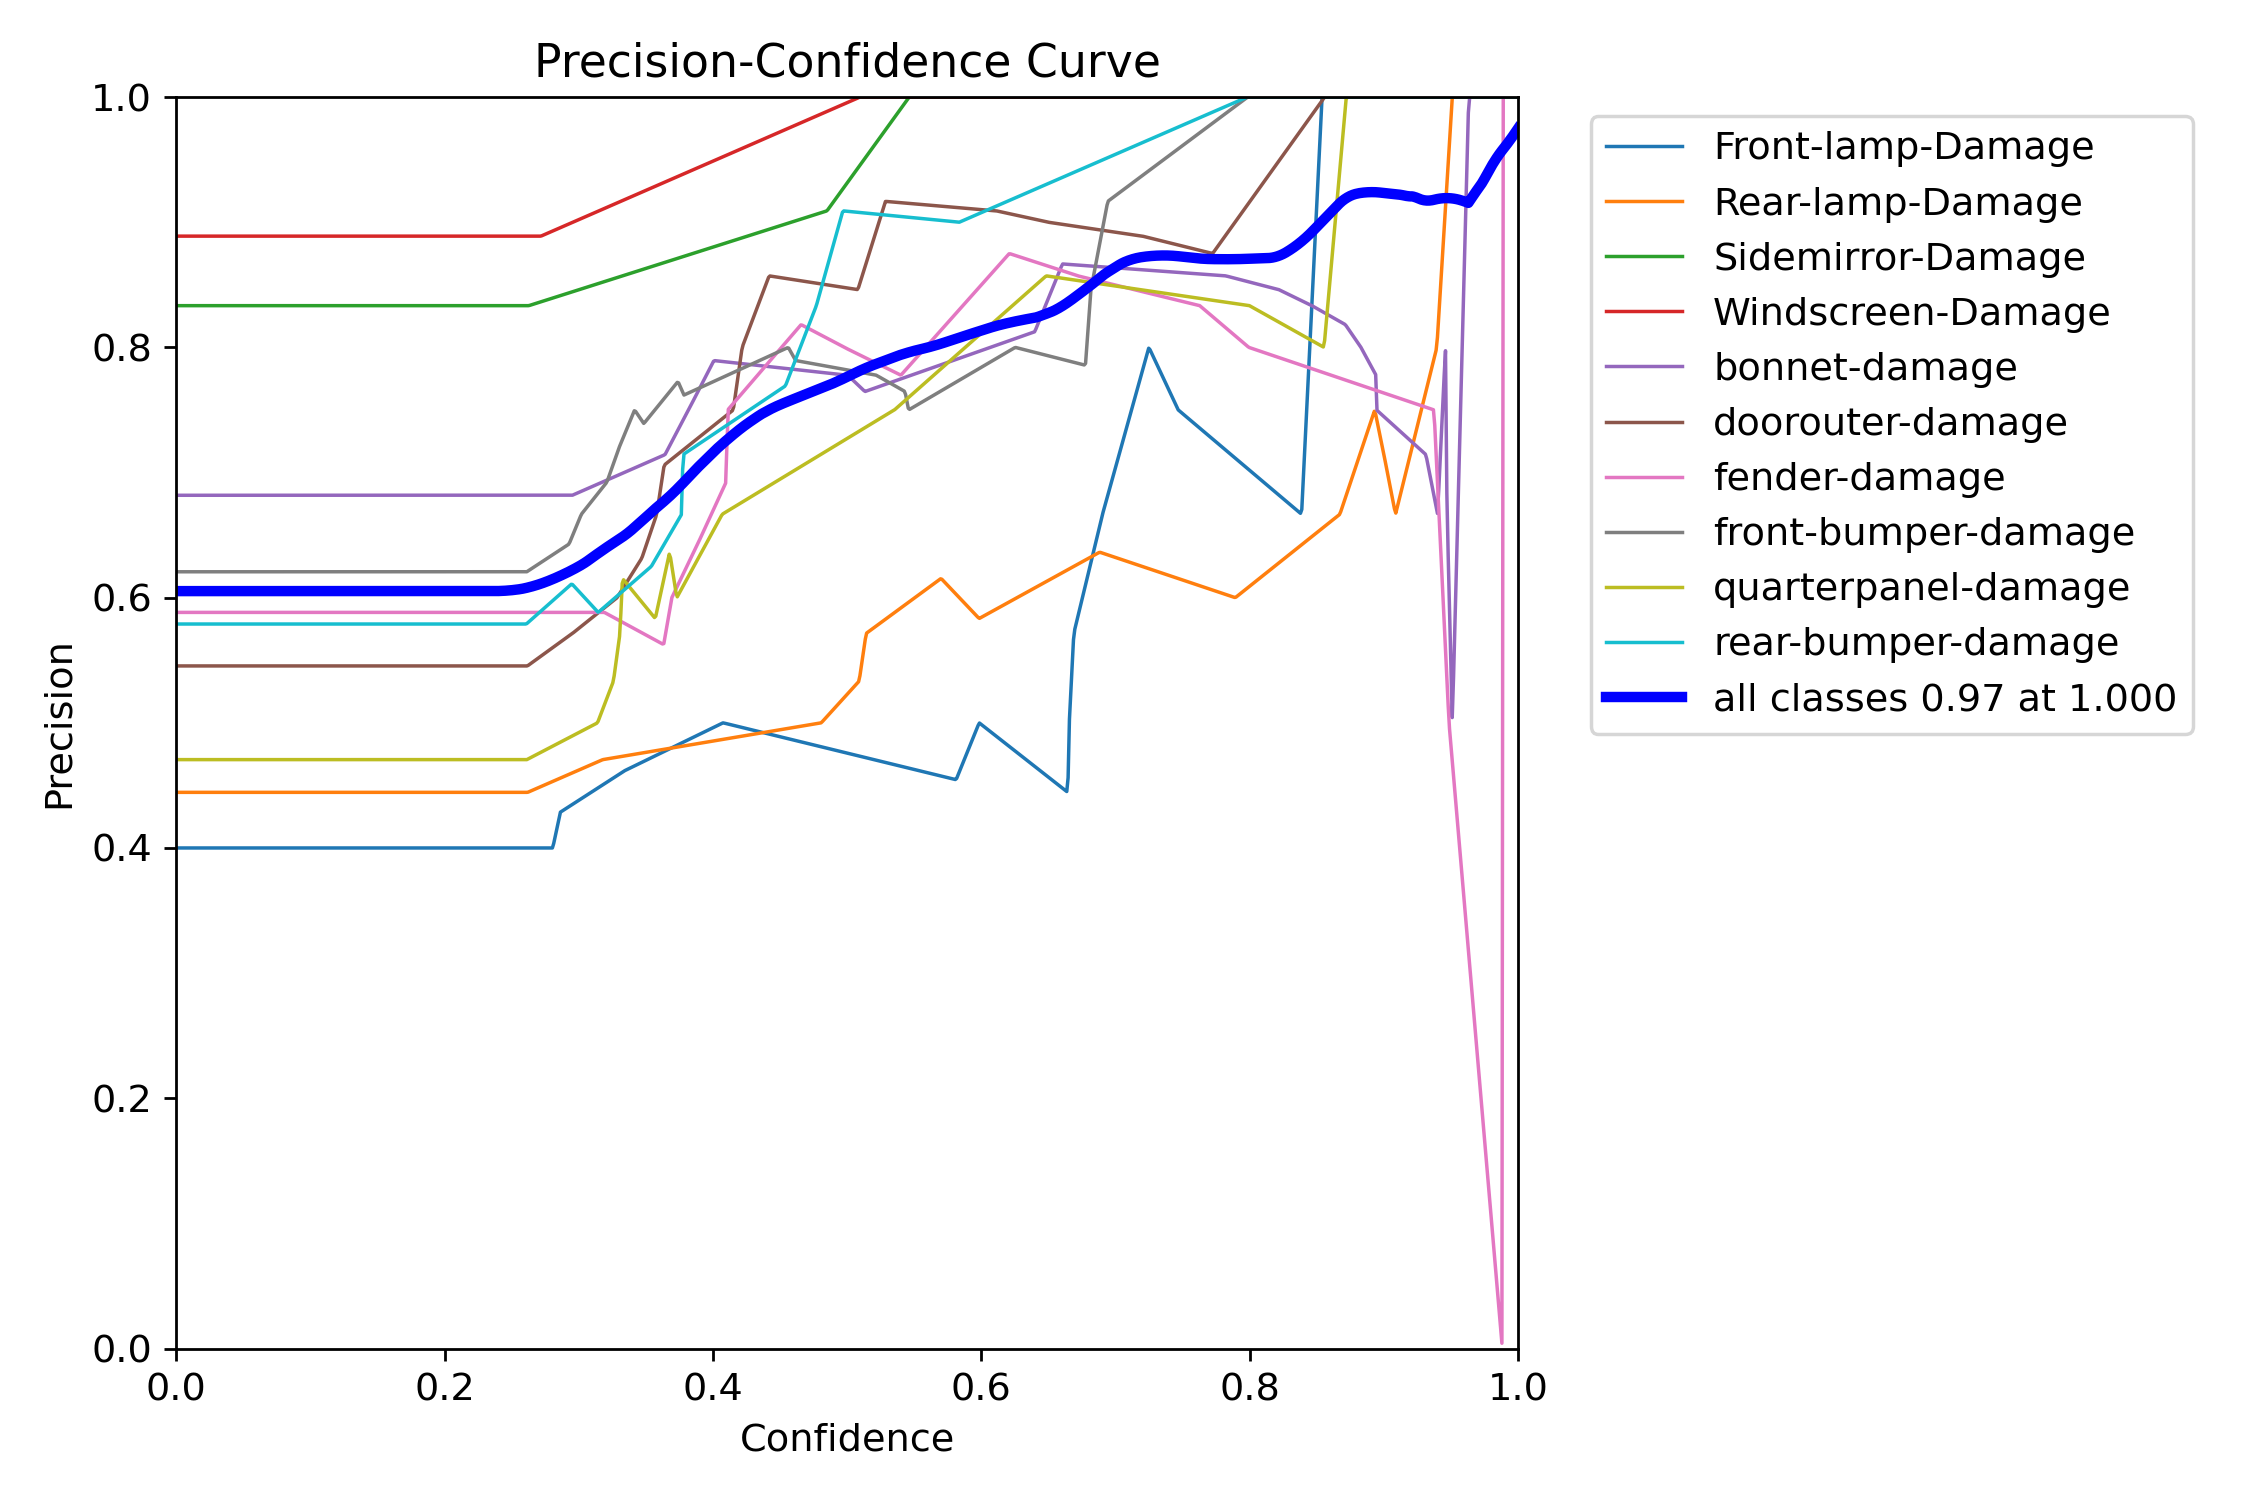 Precision-Confidence Curve
1.0
0.8
0.6
0.4
0.2
0.0
Precision
0.0 0.2 0.4 0.6 0.8 1.0
Confidence
Front-lamp-Damage
Rear-lamp-Damage
Sidemirror-Damage
Windscreen-Damage
bonnet-damage
doorouter-damage
fender-damage
front-bumper-damage
quarterpanel-damage
rear-bumper-damage
all classes 0.97 at 1.000